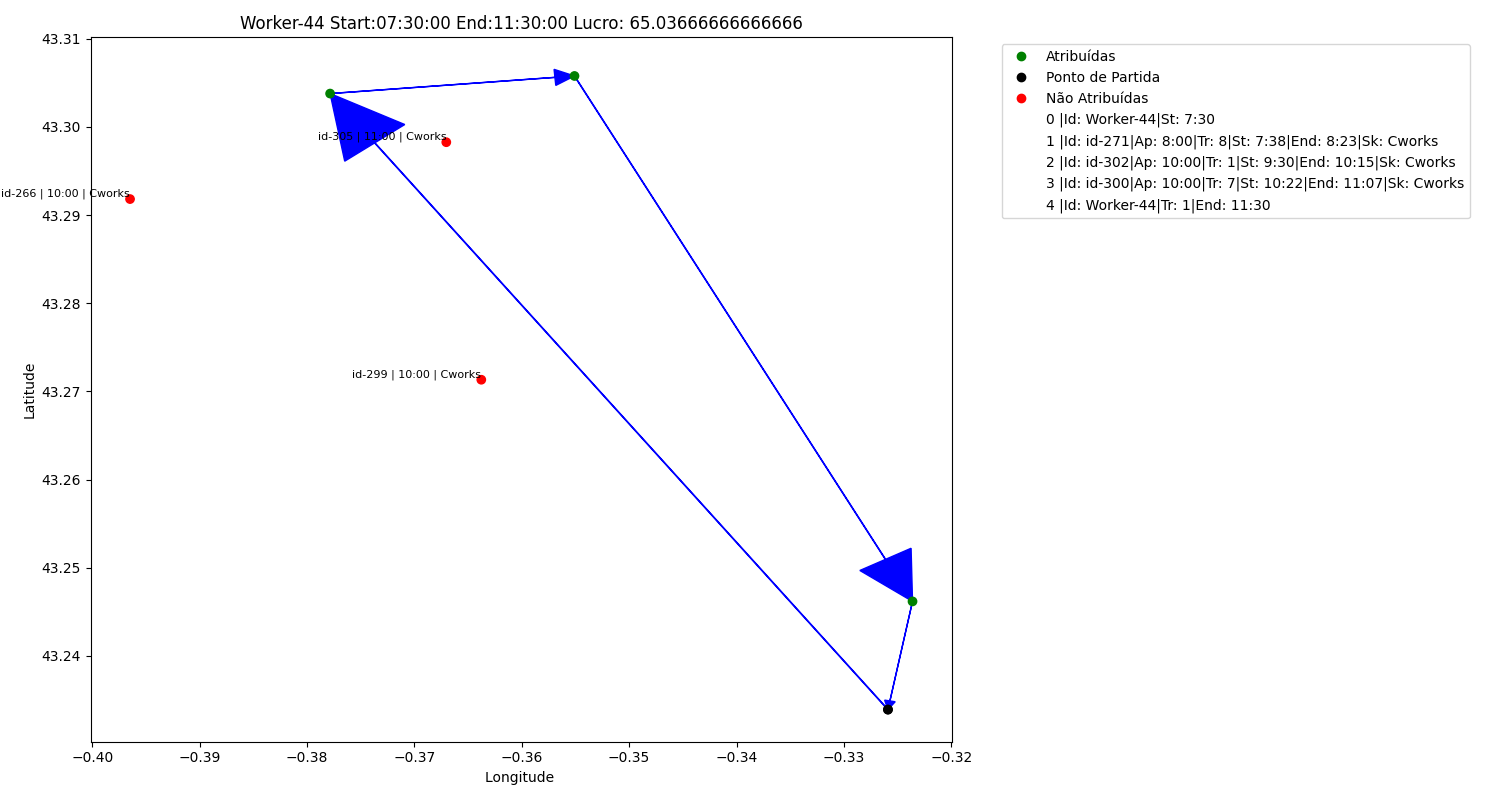 Worker-44 Start:07:30:00 End:11:30:00 Lucro: 65.03666666666666
43.31
43.30
43.29
43.28
43.27
43.26
43.25
43.24
Latitude
id-305 | 11:00 | Cworks
id-266 | 10:00 | Cworks
id-299 | 10:00 | Cworks
−0.40 −0.39 −0.38 −0.37 −0.36 −0.35 −0.34 −0.33 −0.32
Longitude
Atribuídas
Ponto de Partida
Não Atribuídas
0 |Id: Worker-44|St: 7:30
1 |Id: id-271|Ap: 8:00|Tr: 8|St: 7:38|End: 8:23|Sk: Cworks
2 |Id: id-302|Ap: 10:00|Tr: 1|St: 9:30|End: 10:15|Sk: Cworks
3 |Id: id-300|Ap: 10:00|Tr: 7|St: 10:22|End: 11:07|Sk: Cworks
4 |Id: Worker-44|Tr: 1|End: 11:30